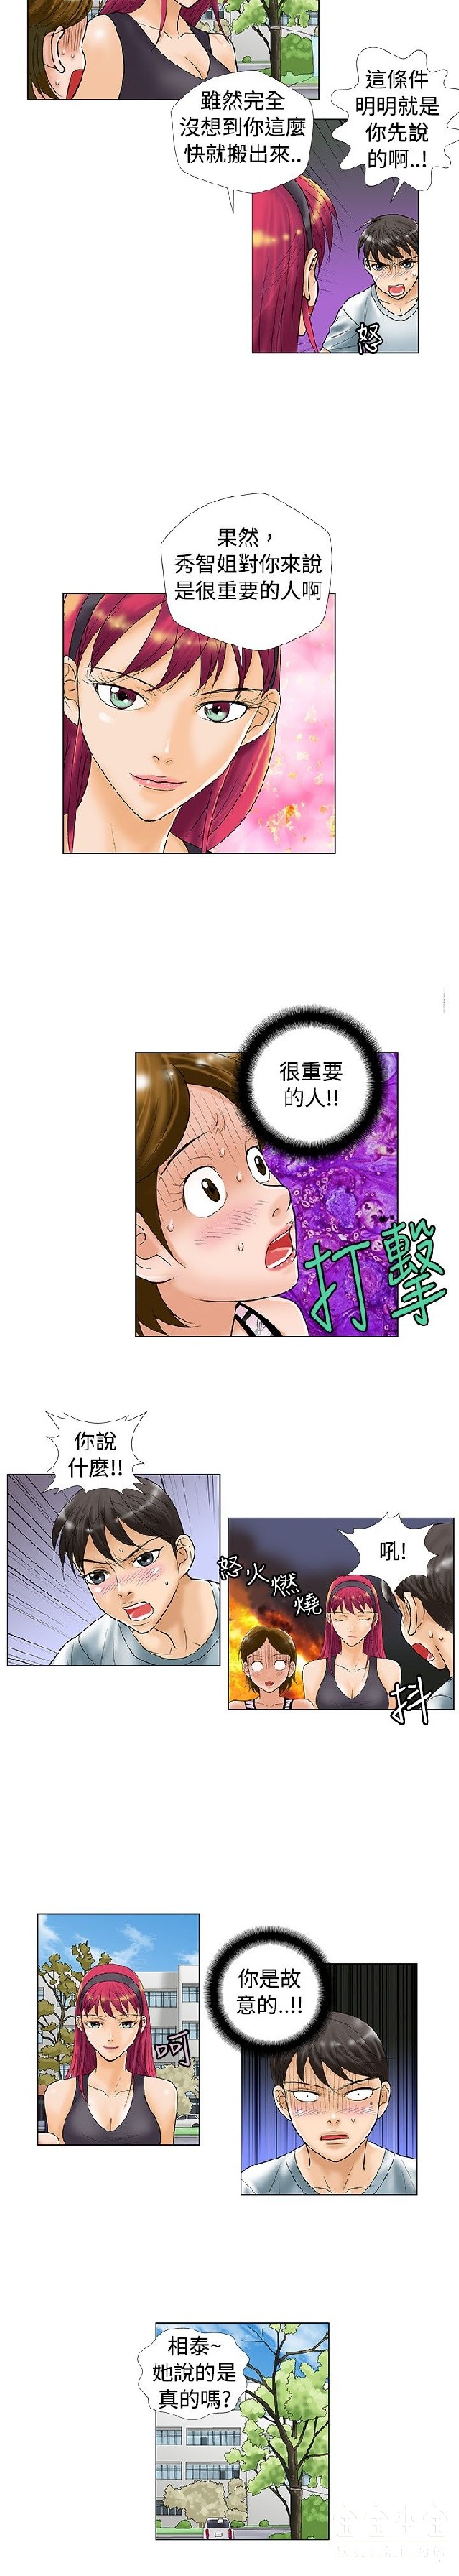 雖然完全
沒想到你這麼
快就搬出來..
這條件
明明就是
你先說
的啊..!
怒
果然，
秀智姐對你來說
是很重要的人啊
很重要
的人!!
打擊
你說
什麼!!
吼!
怒火燃燒
抖
呵
你是故
意的..!!
相泰~
她說的是
真的嗎?